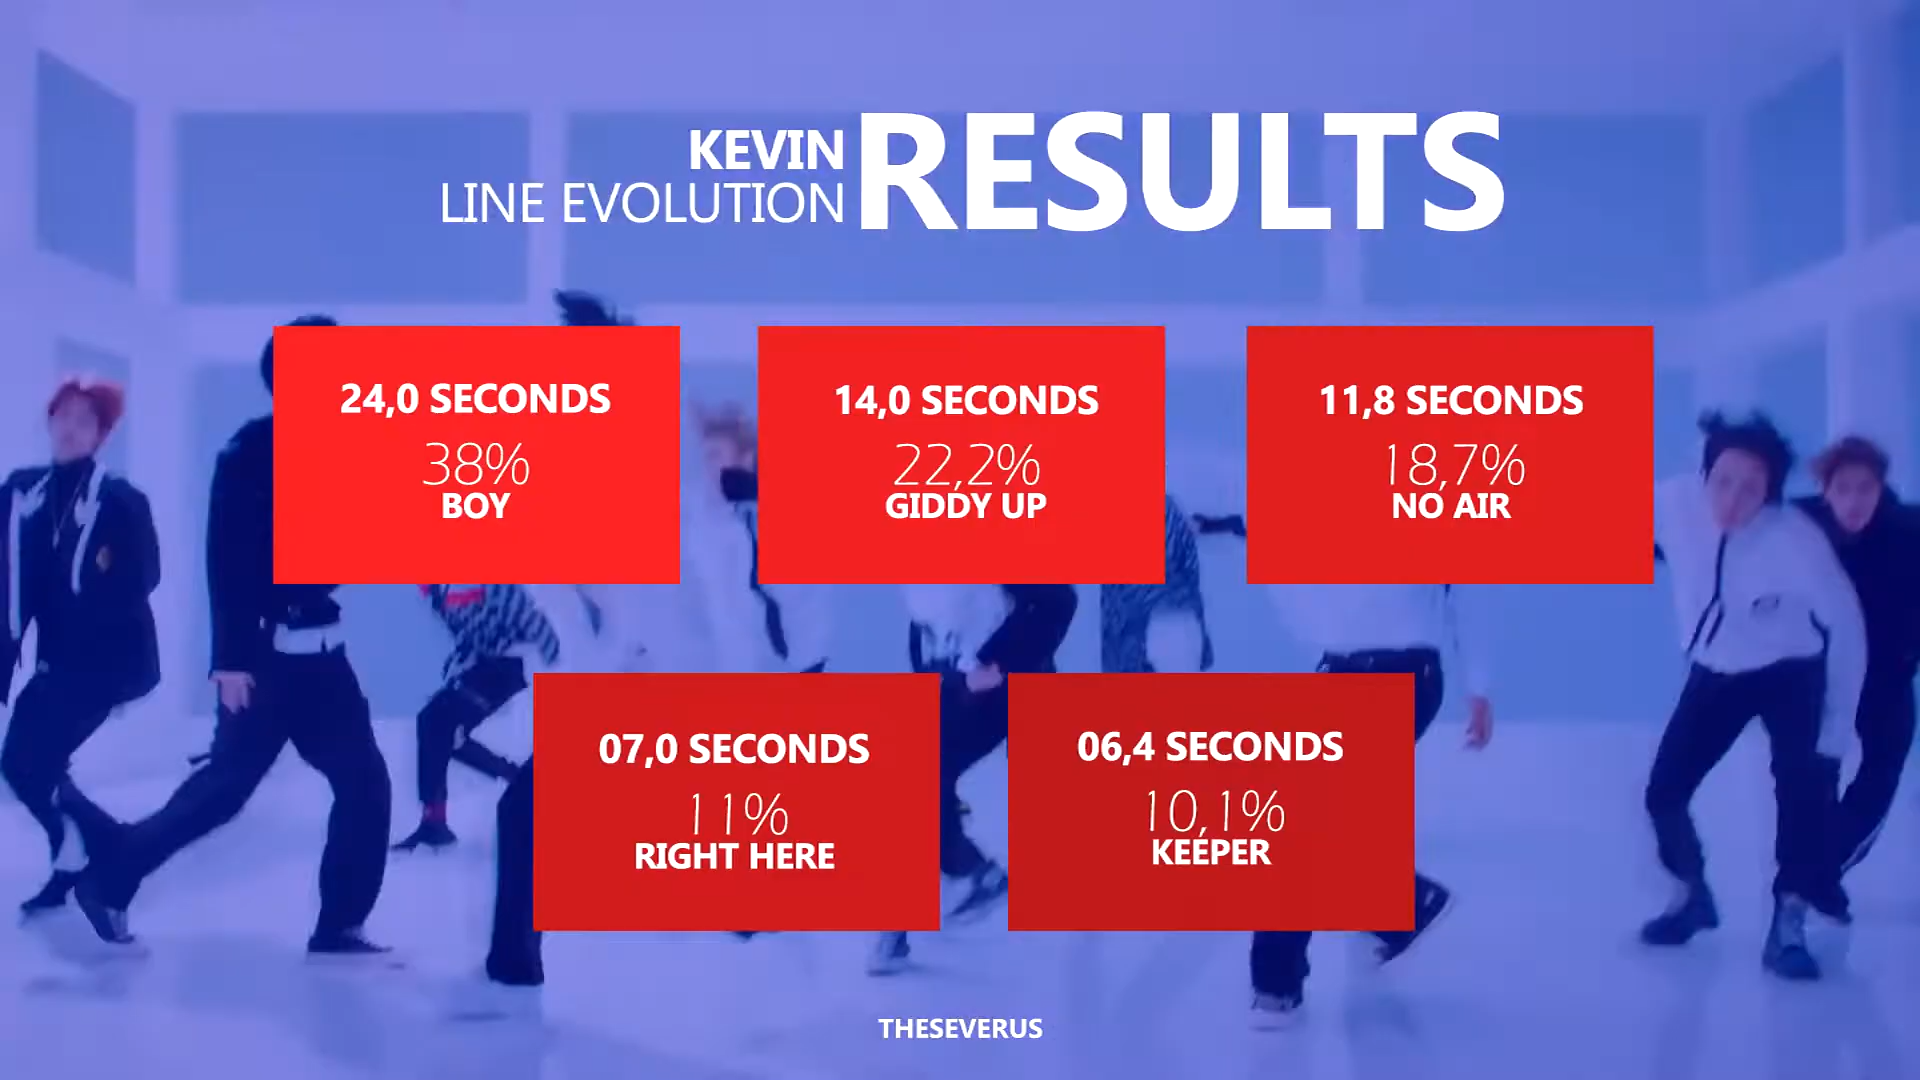 KEVIN
LINE EVOLUTION
RESULTS
24,0 SECONDS
38%
BOY
14,0 SECONDS
22,2%
GIDDY UP
11,8 SECONDS
18,7%
NO AIR
07,0 SECONDS
11%
RIGHT HERE
06,4 SECONDS
10,1%
KEEPER
THESEVERUS